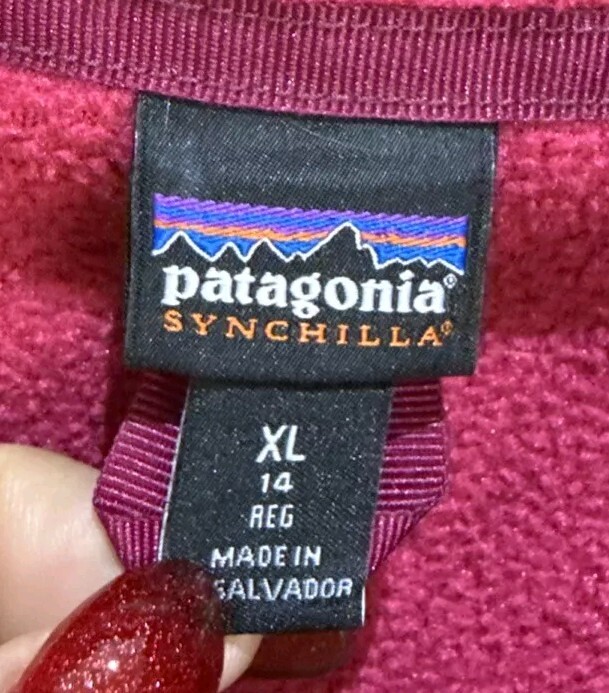 patagonia®
SYNCHILLA®
XL
14
REG
MADE IN
SALVADOR